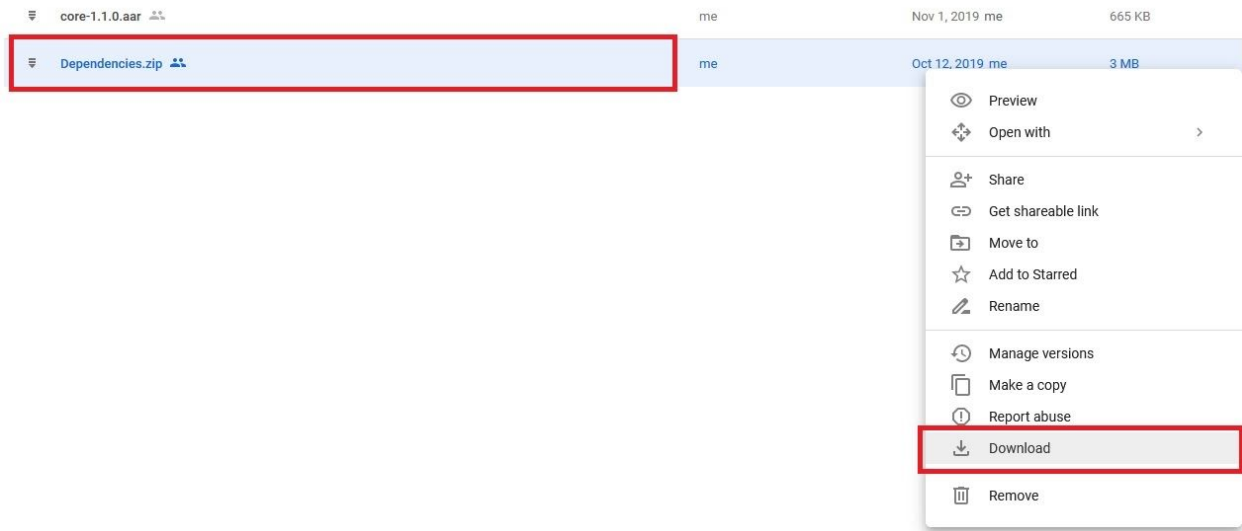 core-1.1.0.aar me Nov 1, 2019 me 665 KB
Dependencies.zip me Oct 12, 2019 me 3 MB
Preview
Open with
Share
Get shareable link
Move to
Add to Starred
Rename
Manage versions
Make a copy
Report abuse
Download
Remove